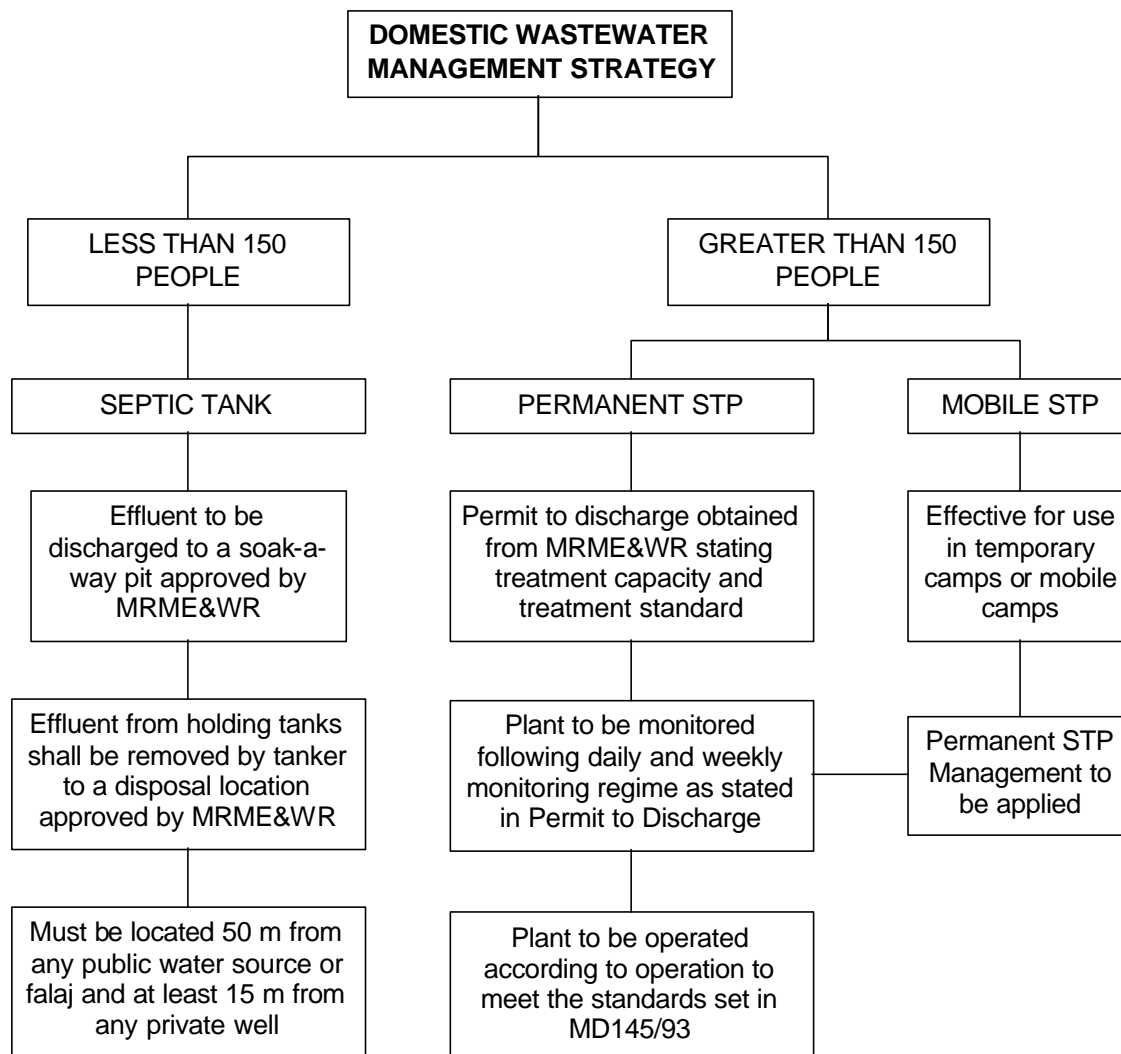 DOMESTIC WASTEWATER
MANAGEMENT STRATEGY
LESS THAN 150
PEOPLE
GREATER THAN 150
PEOPLE
SEPTIC TANK
PERMANENT STP
MOBILE STP
Effluent to be
discharged to a soak-a-
way pit approved by
MRME&WR
Permit to discharge obtained
from MRME&WR stating
treatment capacity and
treatment standard
Effective for use
in temporary
camps or mobile
camps
Effluent from holding tanks
shall be removed by tanker
to a disposal location
approved by MRME&WR
Plant to be monitored
following daily and weekly
monitoring regime as stated
in Permit to Discharge
Permanent STP
Management to
be applied
Must be located 50 m from
any public water source or
falaj and at least 15 m from
any private well
Plant to be operated
according to operation to
meet the standards set in
MD145/93